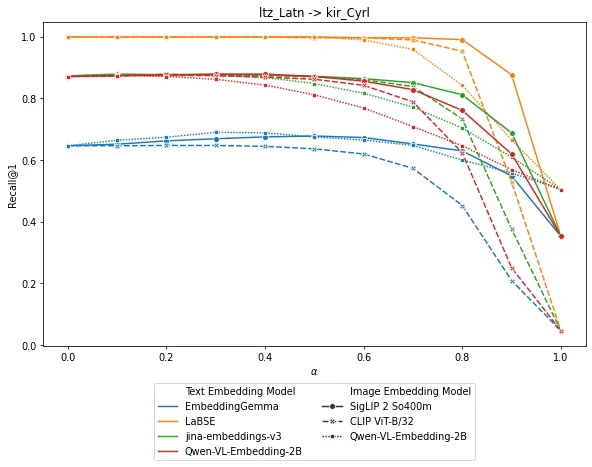 ltz_Latn -> kir_Cyrl
Recall@1
1.0
0.8
0.6
0.4
0.2
0.0
0.0 0.2 0.4 0.6 0.8 1.0
α
Text Embedding Model Image Embedding Model
EmbeddingGemma SigLIP 2 So400m
LaBSE CLIP ViT-B/32
jina-embeddings-v3 Qwen-VL-Embedding-2B
Qwen-VL-Embedding-2B